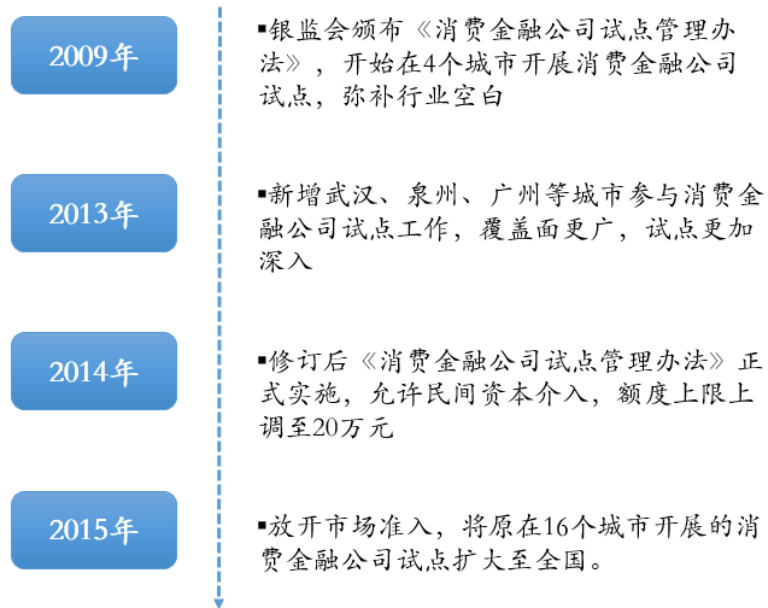 2009年
▪银监会颁布《消费金融公司试点管理办
法》，开始在4个城市开展消费金融公司
试点，弥补行业空白
2013年
▪新增武汉、泉州、广州等城市参与消费金
融公司试点工作，覆盖面更广，试点更加
深入
2014年
▪修订后《消费金融公司试点管理办法》正
式实施，允许民间资本介入，额度上限上
调至20万元
2015年
▪放开市场准入，将原在16个城市开展的消
费金融公司试点扩大至全国。